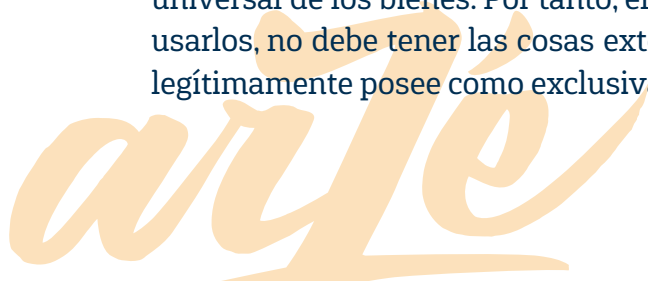 universal de los bienes. Por tanto, el
usarlos, no debe tener las cosas ext
legítimamente posee como exclusiv
arTé